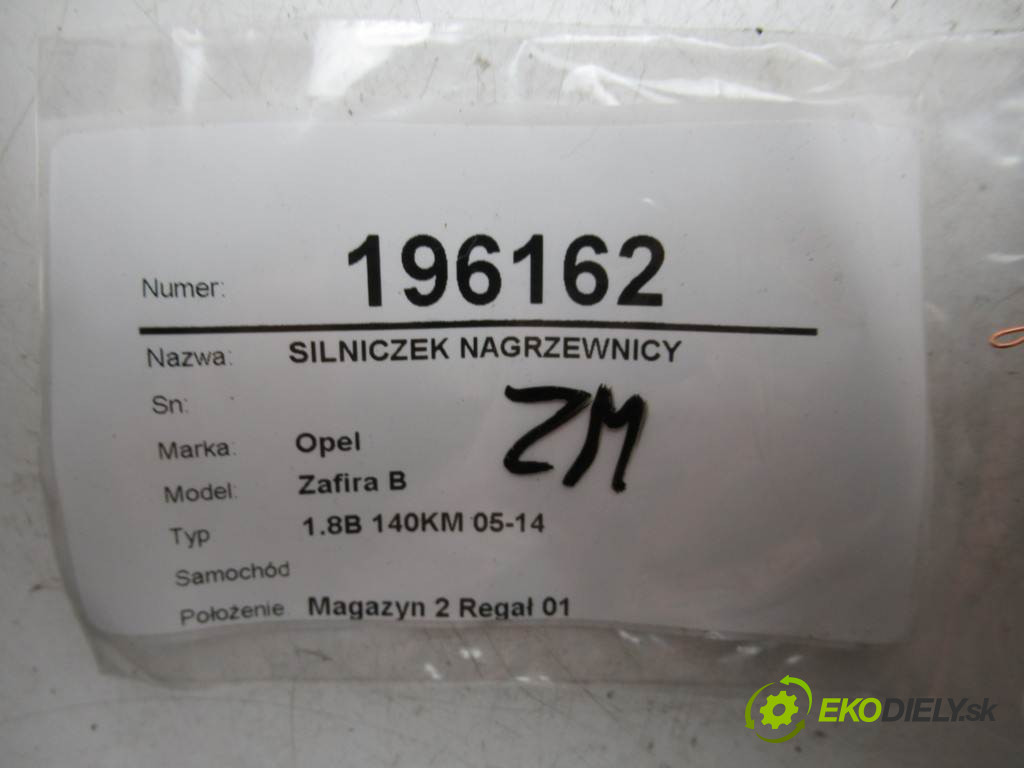 Numer: 196162
Nazwa: SILNICZEK NAGRZEWNICY
Sn:
ZM
Marka: Opel
Model: Zafira B
Typ 1.8B 140KM 05-14
Samochód
Położenie Magazyn 2 Regał 01
EKODIELY.sk